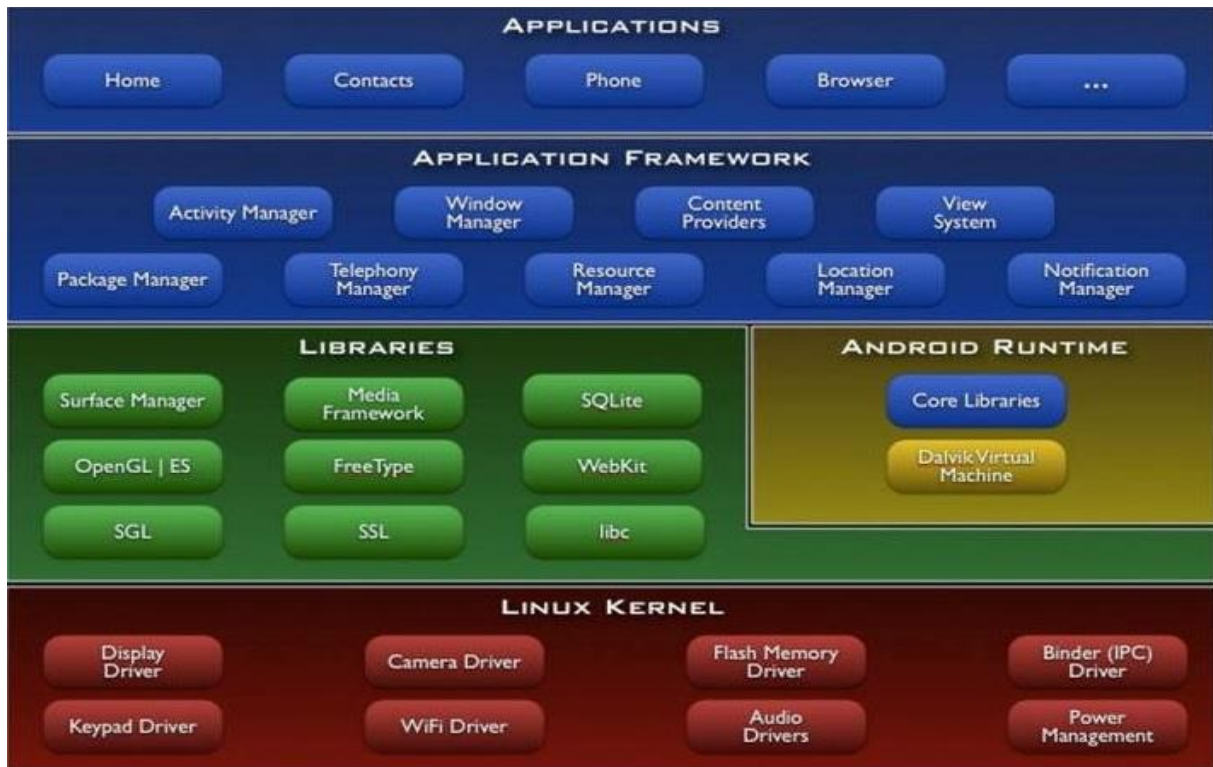 APPLICATIONS
Home
Contacts
Phone
Browser
...
APPLICATION FRAMEWORK
Activity Manager
Window
Manager
Content
Providers
View
System
Package Manager
Telephony
Manager
Resource
Manager
Location
Manager
Notification
Manager
LIBRARIES
Surface Manager
Media
Framework
SQLite
OpenGL | ES
FreeType
WebKit
SGL
SSL
libc
ANDROID RUNTIME
Core Libraries
Dalvik Virtual
Machine
LINUX KERNEL
Display
Driver
Camera Driver
Flash Memory
Driver
Binder (IPC)
Driver
Keypad Driver
WiFi Driver
Audio
Drivers
Power
Management